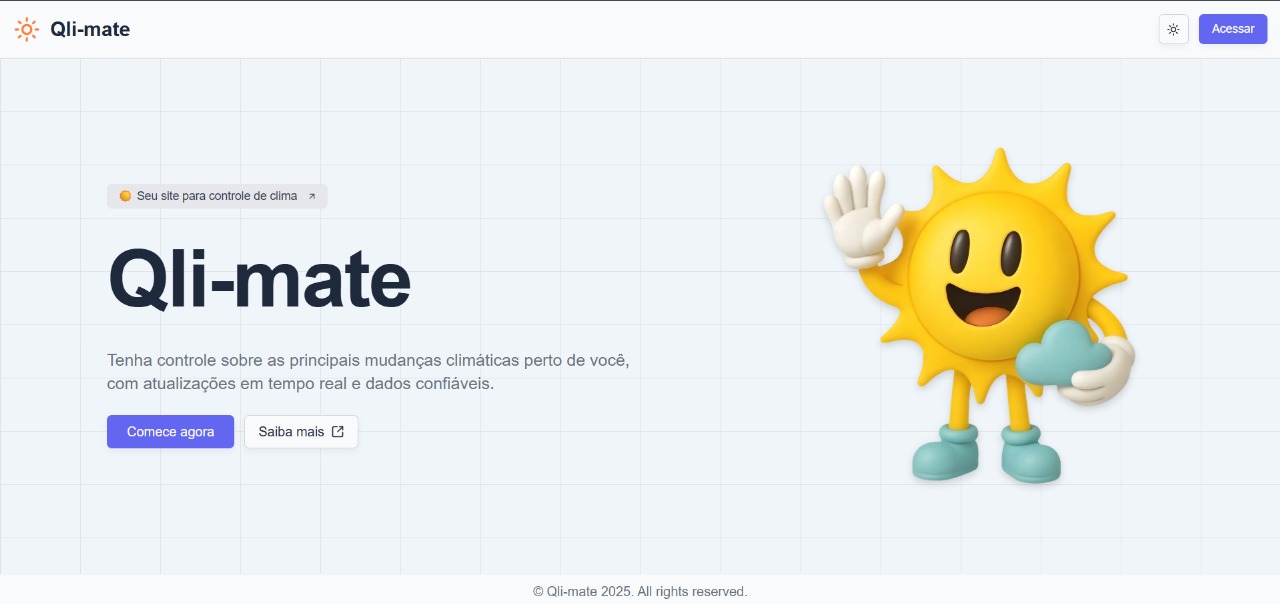 Qli-mate
Acessar
Seu site para controle de clima
Qli-mate
Tenha controle sobre as principais mudanças climáticas perto de você,
com atualizações em tempo real e dados confiáveis.
Comece agora
Saiba mais
© Qli-mate 2025. All rights reserved.